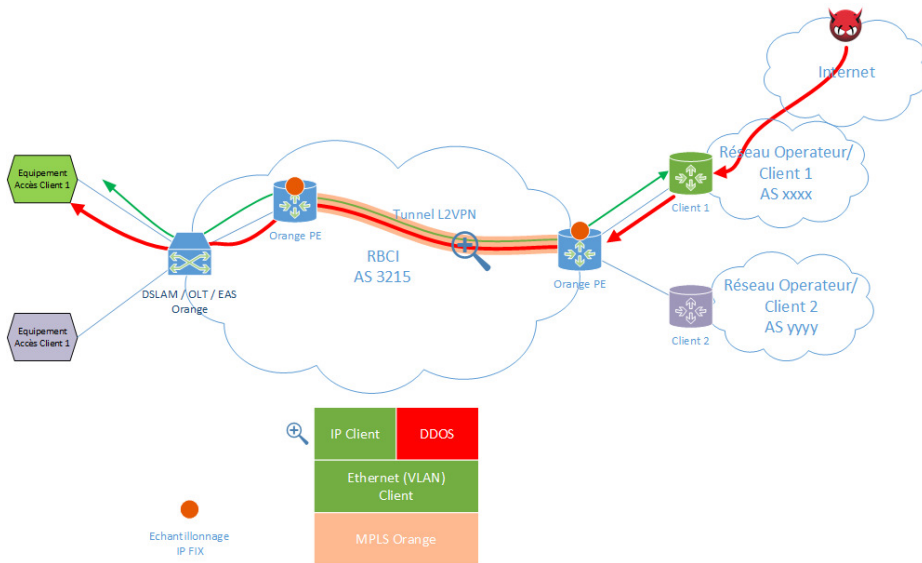 Internet
Réseau Operateur/
Client 1
AS xxxx
Client 1
Equipement
Accès Client 1
Orange PE
Tunnel L2VPN
RBCI
AS 3215
Orange PE
DSLAM / OLT / EAS
Orange
Réseau Operateur/
Client 2
AS yyyy
Client 2
Equipement
Accès Client 1
IP Client
DDOS
Ethernet (VLAN)
Client
MPLS Orange
Echantillonnage
IP FIX